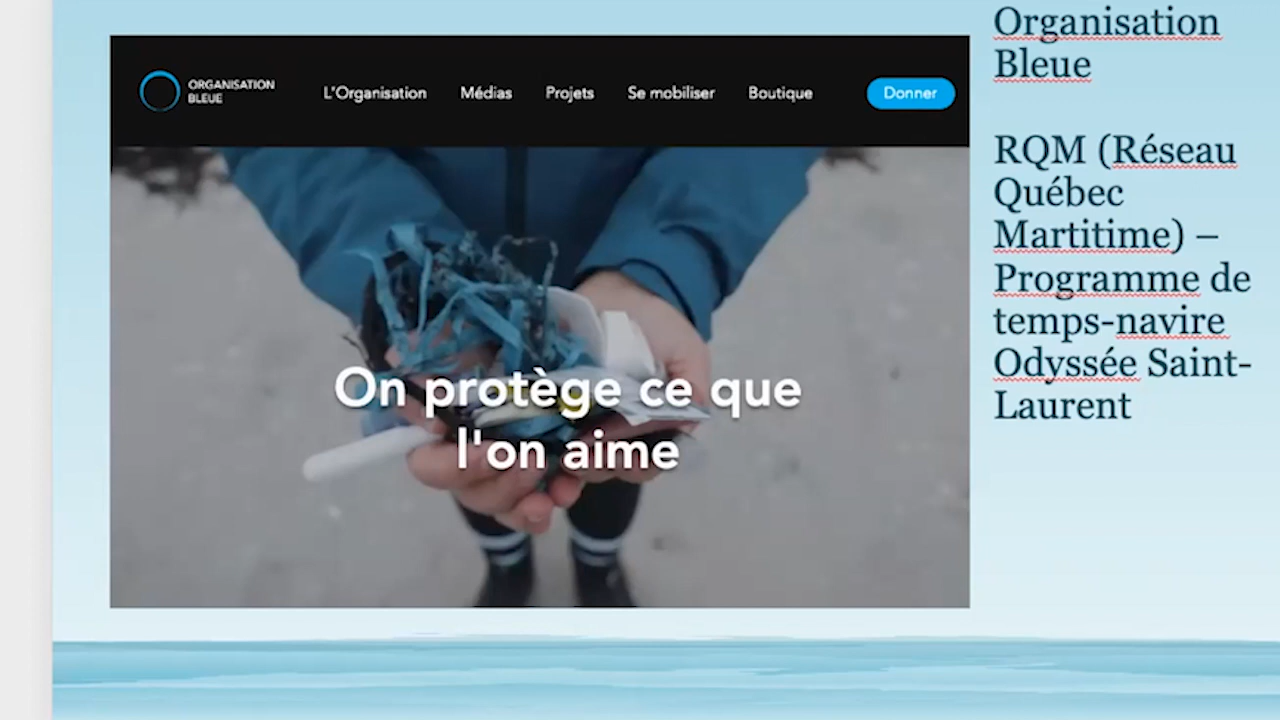 ORGANISATION
BLEUE
L'Organisation Médias Projets Se mobiliser Boutique Donner
On protège ce que
l'on aime
Organisation
Bleue
RQM (Réseau
Québec
Martitime) –
Programme de
temps-navire
Odyssée Saint-
Laurent